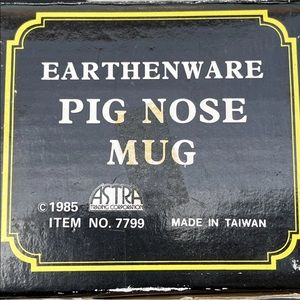 EARTHENWARE
PIG NOSE
MUG
© 1985 ASTRA
TRADING CORPORATION
ITEM NO. 7799 MADE IN TAIWAN